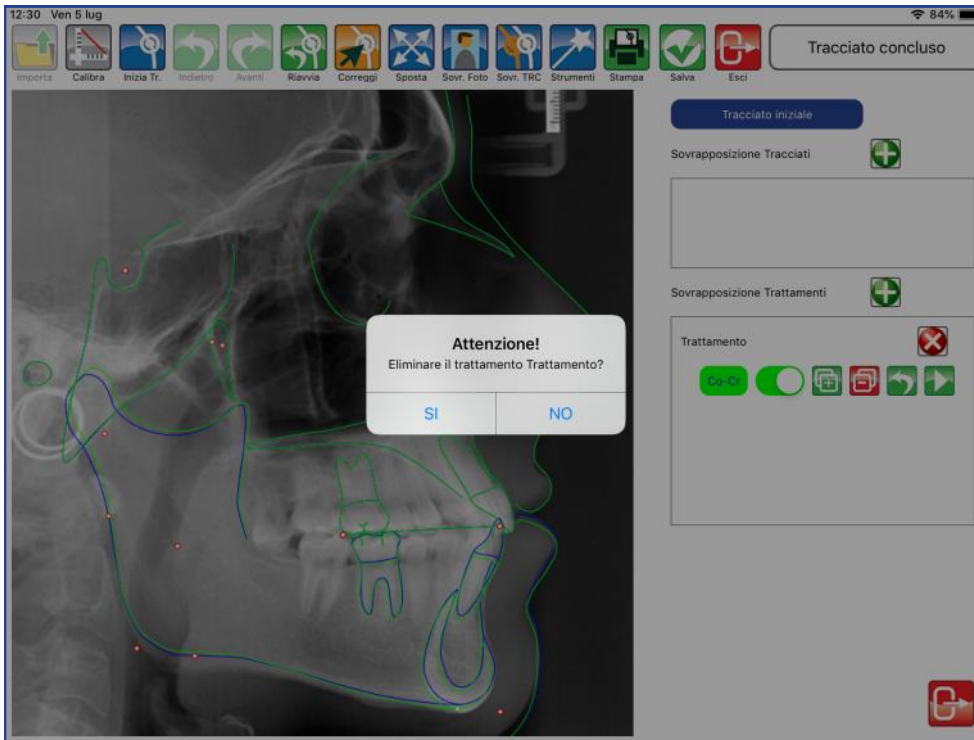 12:30 Ven 5 lug
84%
Importa
Calibra
Inizia Tr.
Indietro
Avanti
Riavvia
Correggi
Sposta
Sovr. Foto
Sovr. TRC
Strumenti
Stampa
Salva
Esci
Tracciato concluso
Tracciato iniziale
Sovrapposizione Tracciati
Sovrapposizione Trattamenti
Trattamento
Co-Cr
Attenzione!
Eliminare il trattamento Trattamento?
SI
NO